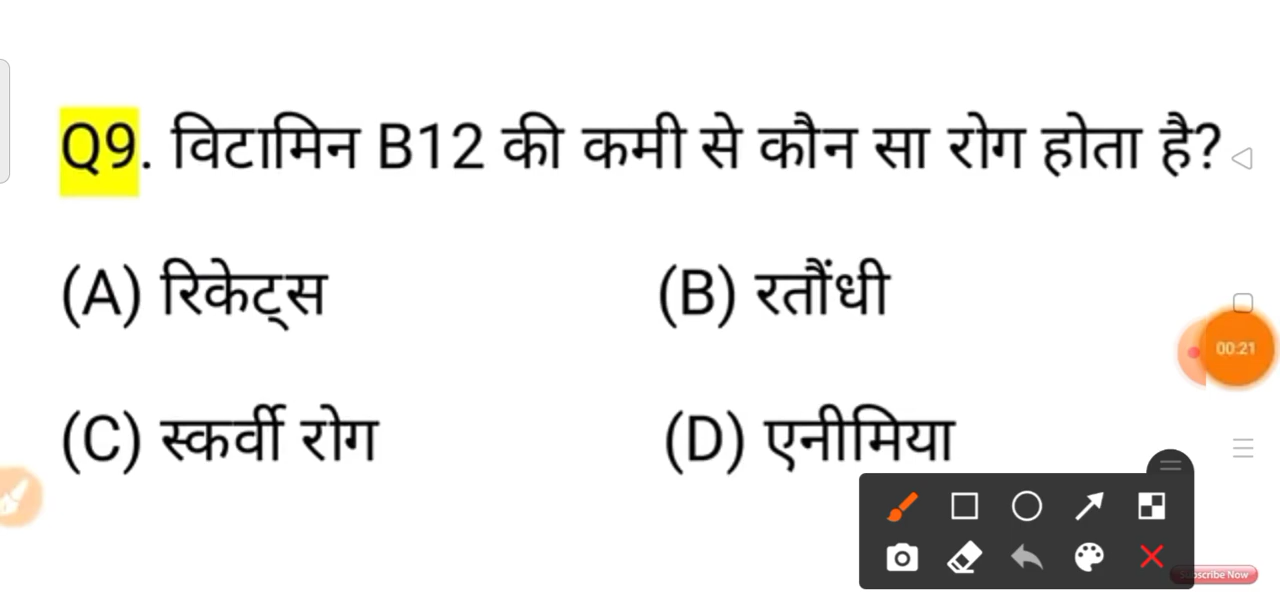 Q9. विटामिन B12 की कमी से कौन सा रोग होता है?
(A) रिकेट्स (B) रतौंधी
00:21
(C) स्कर्वी रोग (D) एनीमिया
Subscribe Now